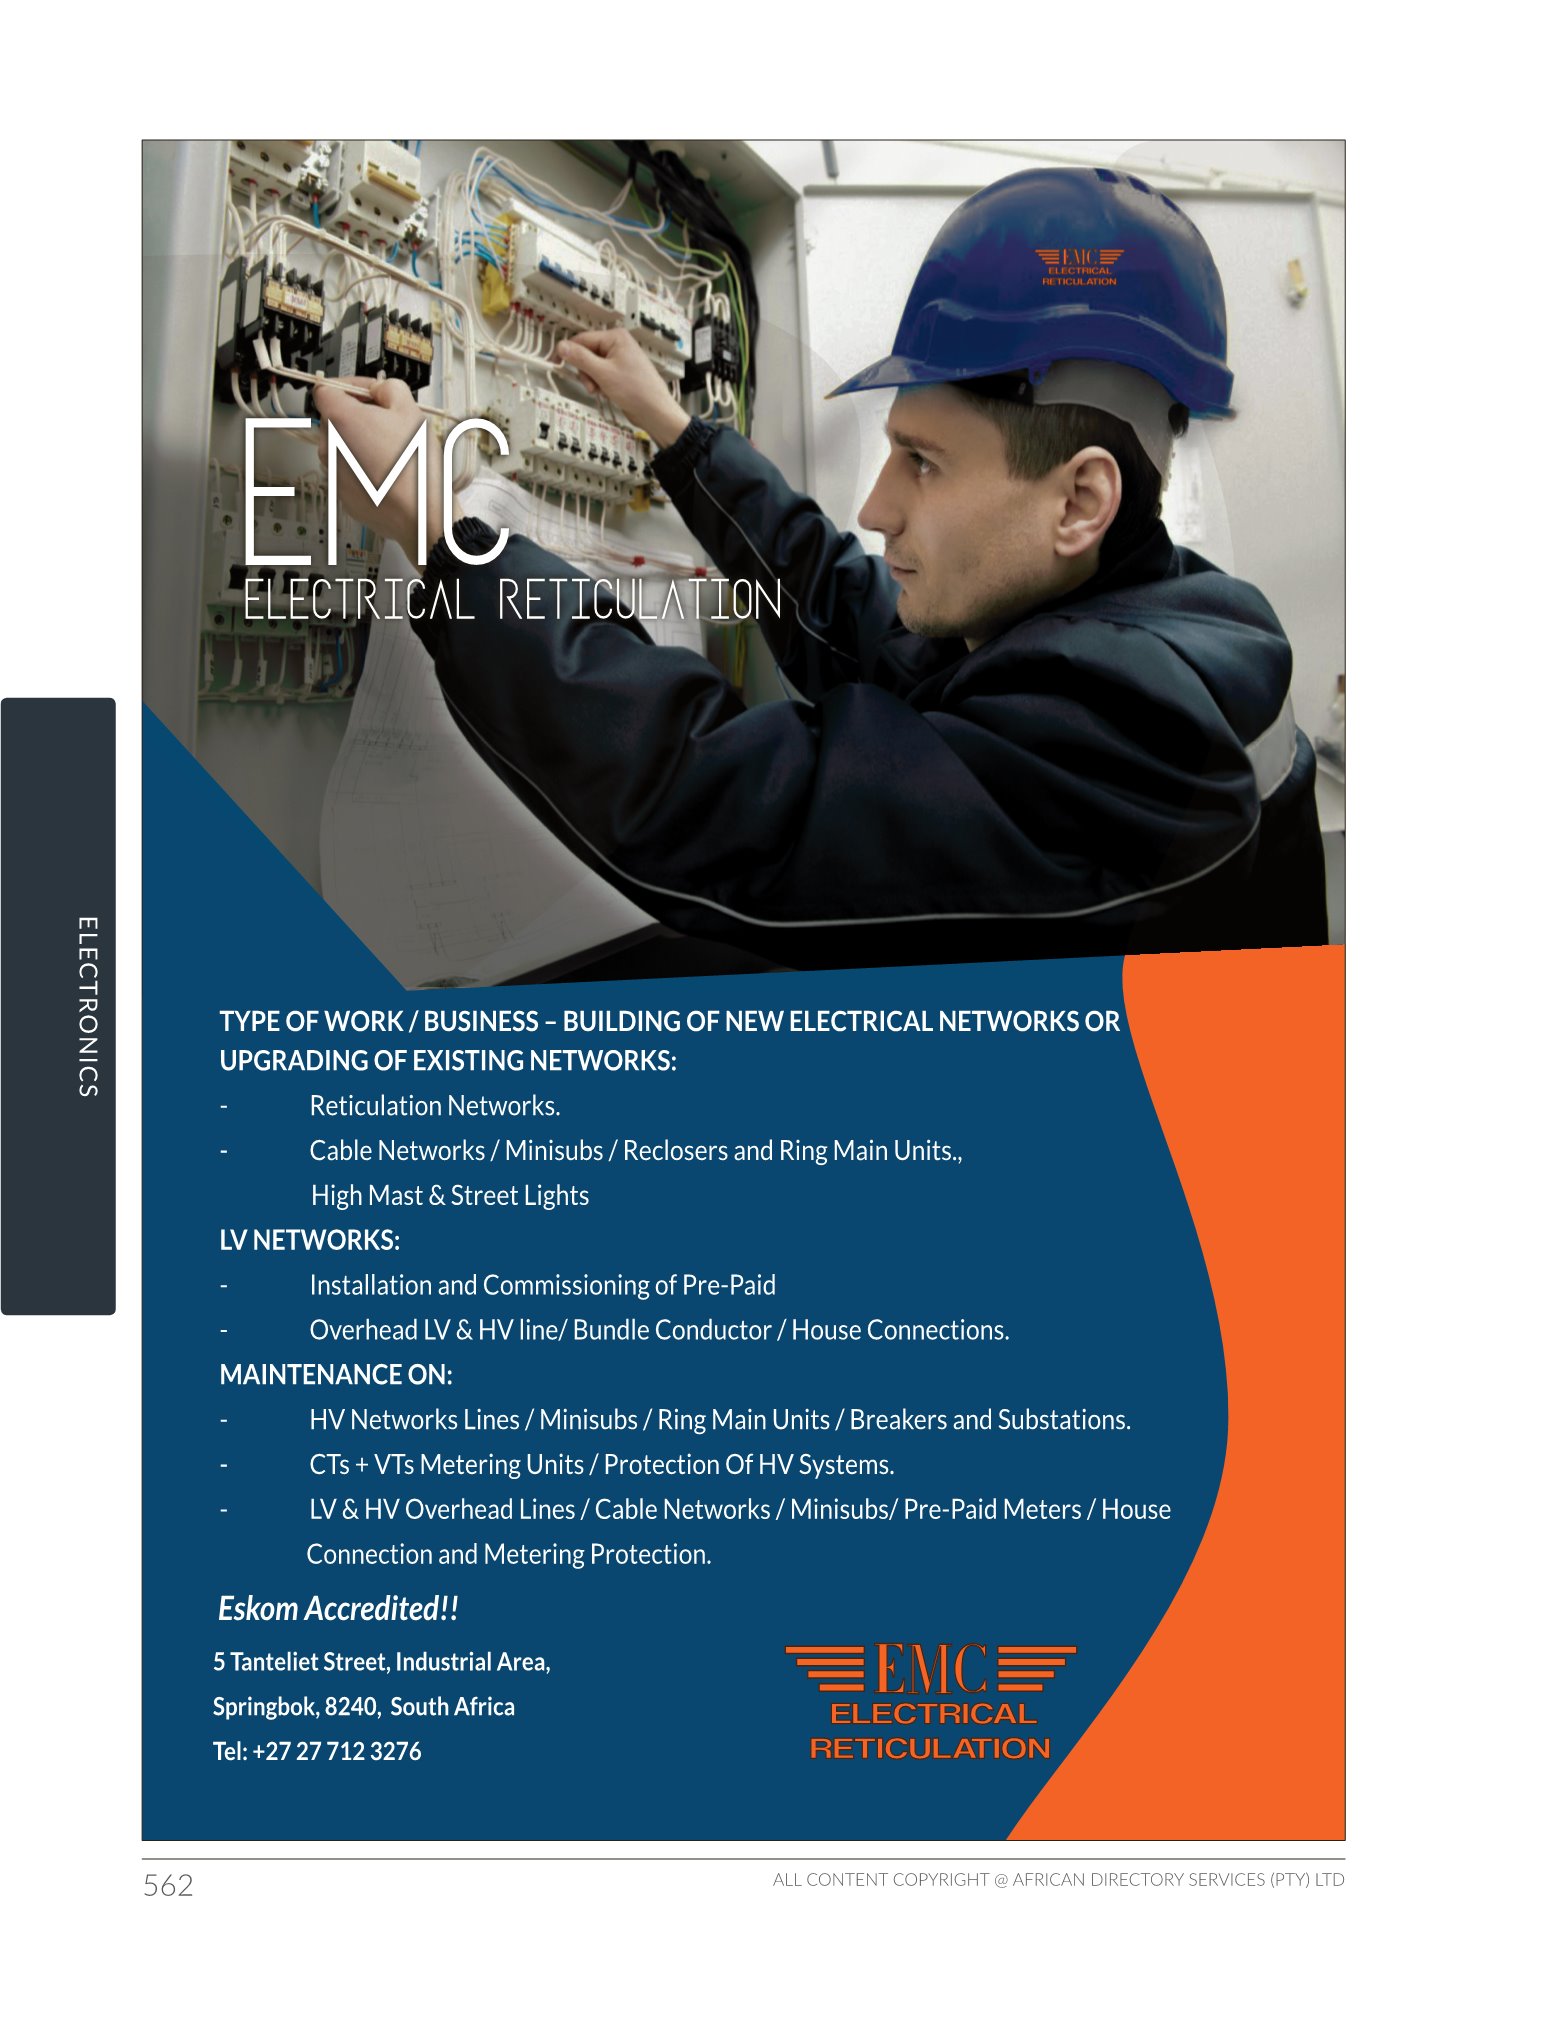 EMC
ELECTRICAL
RETICULATION
EMC
ELECTRICAL RETICULATION
ELECTRONICS
TYPE OF WORK / BUSINESS – BUILDING OF NEW ELECTRICAL NETWORKS OR
UPGRADING OF EXISTING NETWORKS:
- Reticulation Networks.
- Cable Networks / Minisubs / Reclosers and Ring Main Units.,
High Mast & Street Lights
LV NETWORKS:
- Installation and Commissioning of Pre-Paid
- Overhead LV & HV line/ Bundle Conductor / House Connections.
MAINTENANCE ON:
- HV Networks Lines / Minisubs / Ring Main Units / Breakers and Substations.
- CTs + VTs Metering Units / Protection Of HV Systems.
- LV & HV Overhead Lines / Cable Networks / Minisubs/ Pre-Paid Meters / House
Connection and Metering Protection.
Eskom Accredited!!
5 Tanteliet Street, Industrial Area,
Springbok, 8240, South Africa
Tel: +27 27 712 3276
EMC
ELECTRICAL
RETICULATION
562
ALL CONTENT COPYRIGHT @ AFRICAN DIRECTORY SERVICES (PTY) LTD